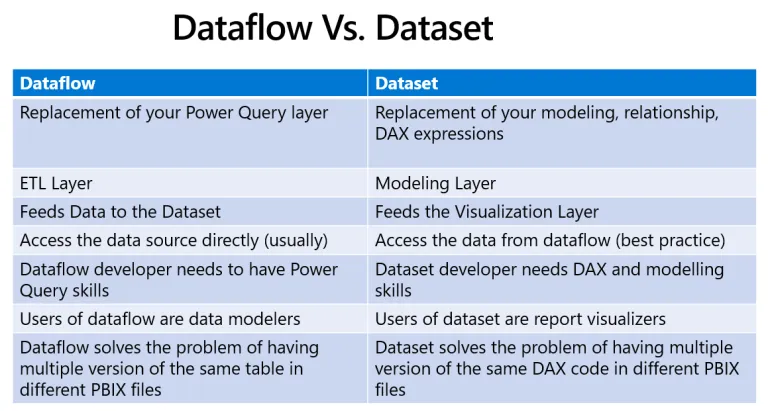 Dataflow Vs. Dataset
Dataflow
Dataset
Replacement of your Power Query layer
Replacement of your modeling, relationship,
DAX expressions
ETL Layer
Modeling Layer
Feeds Data to the Dataset
Feeds the Visualization Layer
Access the data source directly (usually)
Access the data from dataflow (best practice)
Dataflow developer needs to have Power
Query skills
Dataset developer needs DAX and modelling
skills
Users of dataflow are data modelers
Users of dataset are report visualizers
Dataflow solves the problem of having
multiple version of the same table in
different PBIX files
Dataset solves the problem of having multiple
version of the same DAX code in different PBIX
files